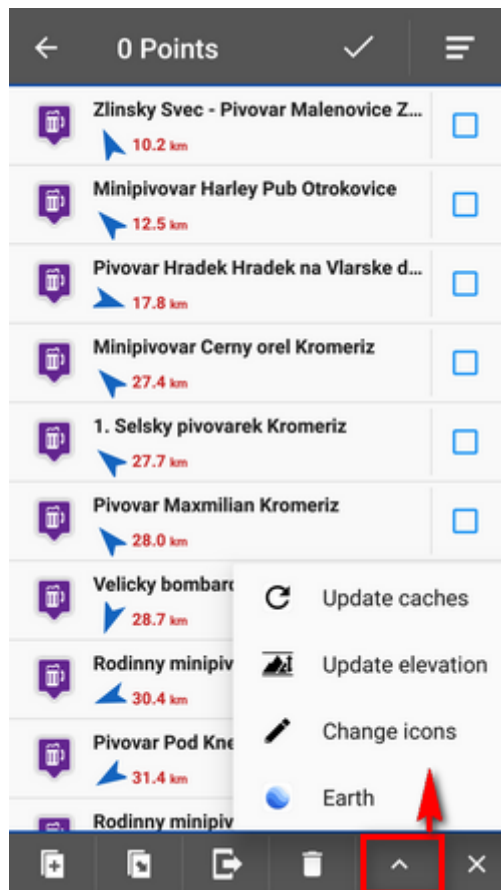 0 Points
Zlinsky Svec - Pivovar Malenovice Z...
10.2 km
Minipivovar Harley Pub Otrokovice
12.5 km
Pivovar Hradek Hradek na Vlarske d...
17.8 km
Minipivovar Cerny orel Kromeriz
27.4 km
1. Selsky pivovarek Kromeriz
27.7 km
Pivovar Maxmilian Kromeriz
28.0 km
Velicky bombard
28.7 km
Rodinny minipiv
30.4 km
Pivovar Pod Kne
31.4 km
Rodinny minipiv
Update caches
Update elevation
Change icons
Earth